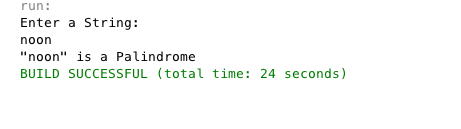 run:
Enter a String:
noon
"noon" is a Palindrome
BUILD SUCCESSFUL (total time: 24 seconds)